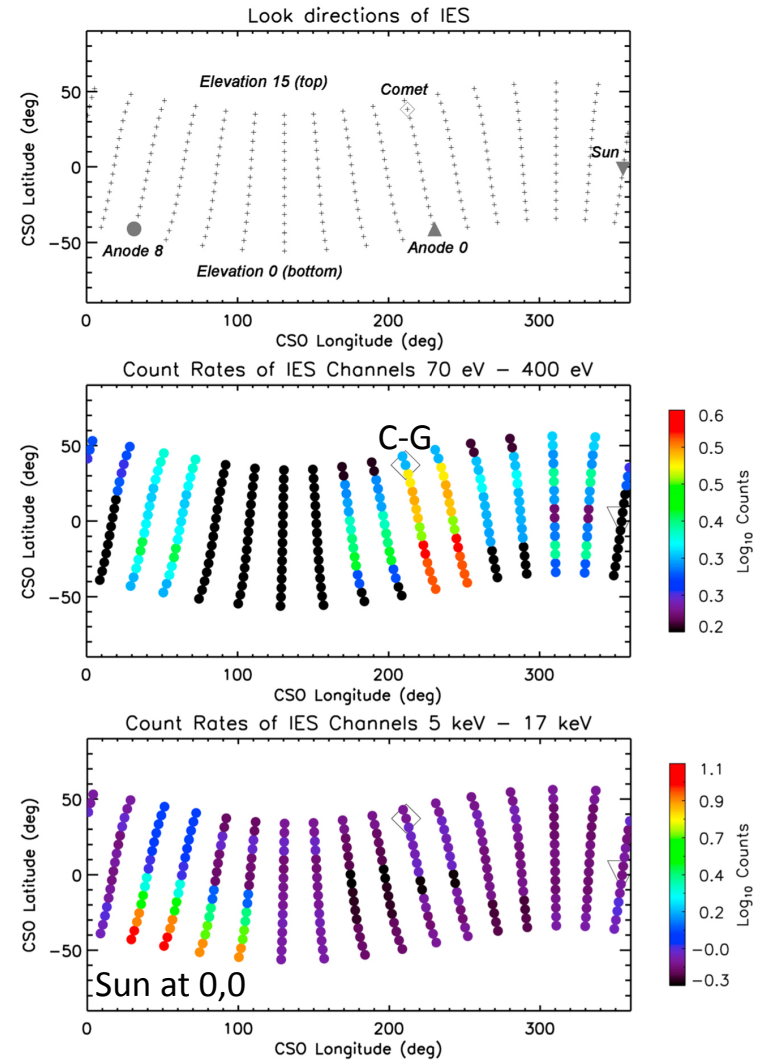 Look directions of IES
50
0
−50
CSO Latitude (deg)
Elevation 15 (top)
Comet
Sun
Anode 8
Anode 0
Elevation 0 (bottom)
0 100 200 300
CSO Longitude (deg)
Count Rates of IES Channels 70 eV − 400 eV
50
0
−50
CSO Latitude (deg)
C-G
0 100 200 300
CSO Longitude (deg)
0.6
0.5
0.5
0.4
0.3
0.3
0.2
Log10 Counts
Count Rates of IES Channels 5 keV − 17 keV
50
0
−50
CSO Latitude (deg)
Sun at 0,0
0 100 200 300
CSO Longitude (deg)
1.1
0.9
0.7
0.4
0.2
−0.0
−0.3
Log10 Counts